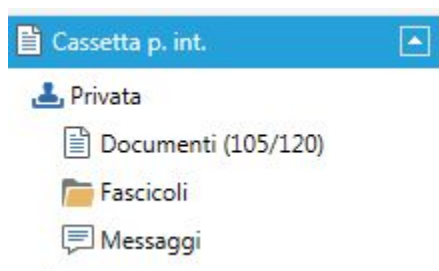 Cassetta p. int.
Privata
Documenti (105/120)
Fascicoli
Messaggi